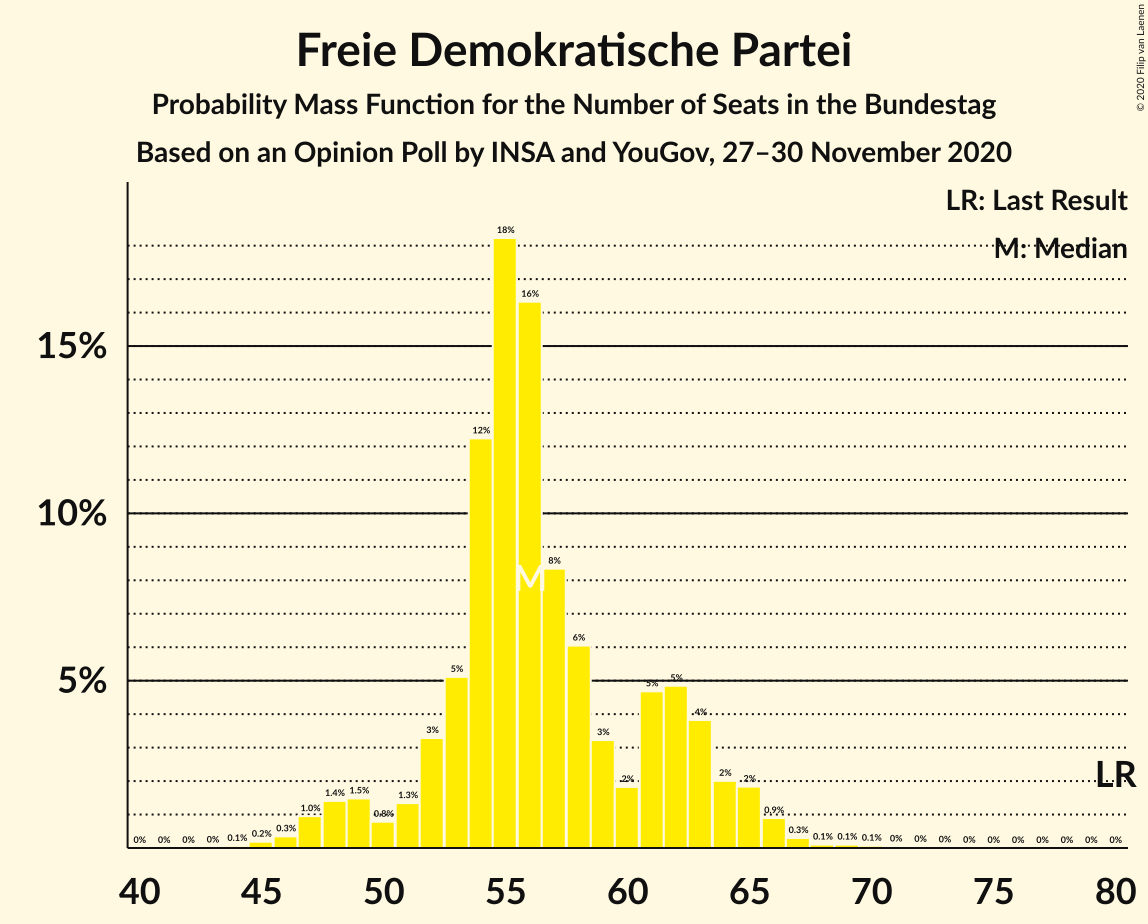 Freie Demokratische Partei
Probability Mass Function for the Number of Seats in the Bundestag
Based on an Opinion Poll by INSA and YouGov, 27–30 November 2020
© 2020 Filip van Laenen
LR: Last Result
M: Median
18%
16%
15%
12%
10%
8%
M
6%
5%
5%
5%
5%
4%
3%
3%
2%
2%
2%
LR
1.0%
1.4%
1.5%
0.8%
1.3%
0.9%
0% 0% 0% 0% 0.1% 0.2% 0.3%
0.3% 0.1% 0.1% 0.1% 0% 0% 0% 0% 0% 0% 0% 0% 0% 0%
40 45 50 55 60 65 70 75 80